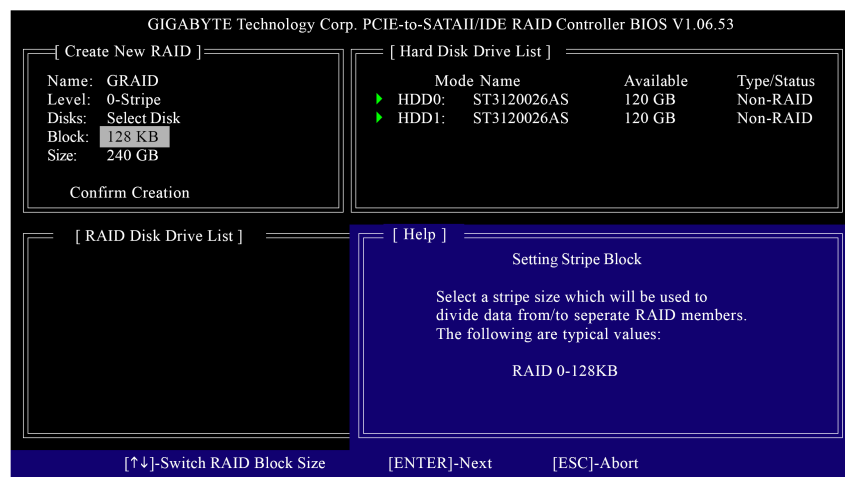 GIGABYTE Technology Corp. PCIE-to-SATAII/IDE RAID Controller BIOS V1.06.53
[ Create New RAID ]
Name: GRAID
Level: 0-Stripe
Disks: Select Disk
Block: 128 KB
Size: 240 GB
Confirm Creation
[ Hard Disk Drive List ]
Mode Name Available Type/Status
HDD0: ST3120026AS 120 GB Non-RAID
HDD1: ST3120026AS 120 GB Non-RAID
[ RAID Disk Drive List ]
[ Help ]
Setting Stripe Block
Select a stripe size which will be used to
divide data from/to seperate RAID members.
The following are typical values:
RAID 0-128KB
[↑↓]-Switch RAID Block Size [ENTER]-Next [ESC]-Abort